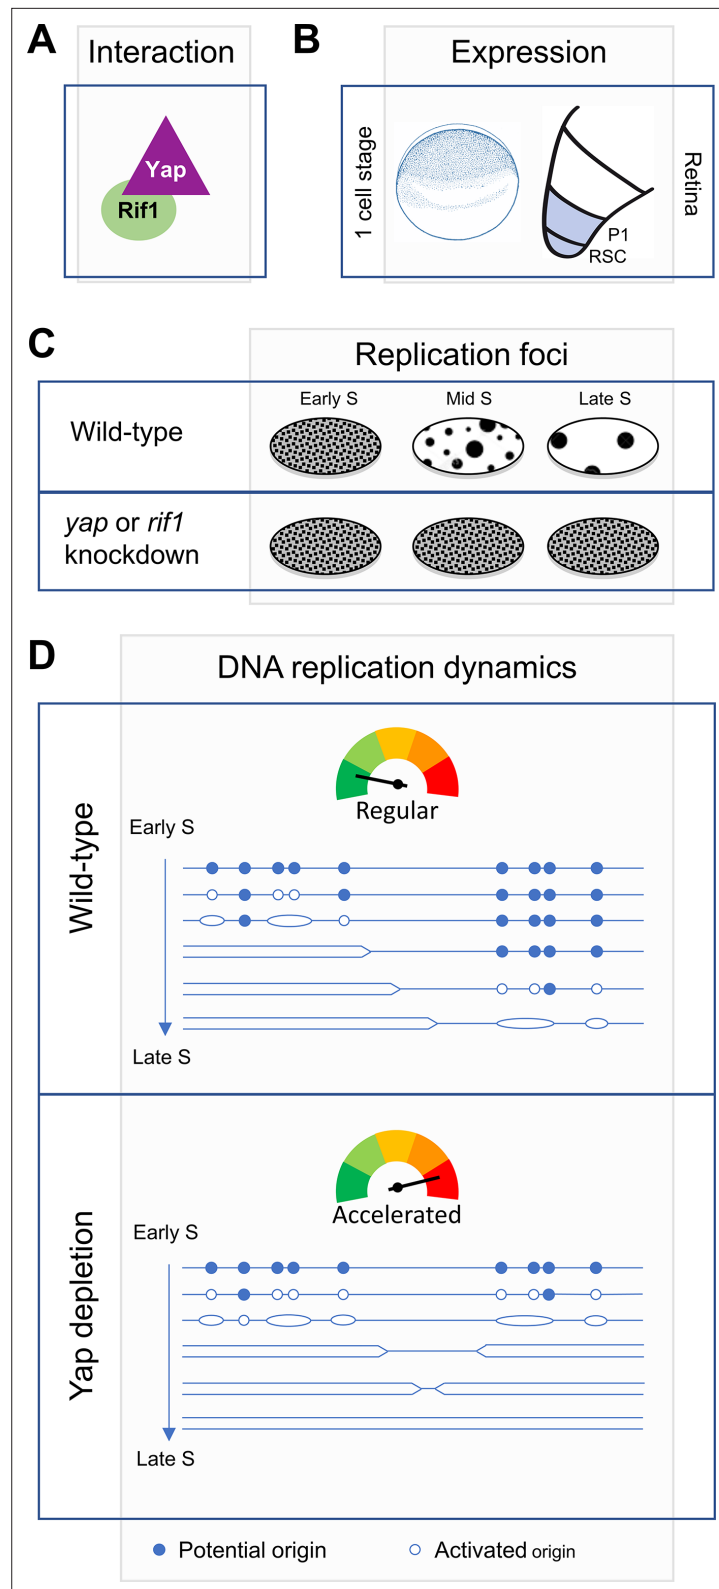 A
Interaction
Yap
Rif1
B
Expression
1 cell stage
P1
RSC
Retina
C
Replication foci
Early S
Mid S
Late S
Wild-type
yap or rif1
knockdown
D
DNA replication dynamics
Wild-type
Regular
Early S
Late S
Yap depletion
Accelerated
Early S
Late S
Potential origin
Activated origin